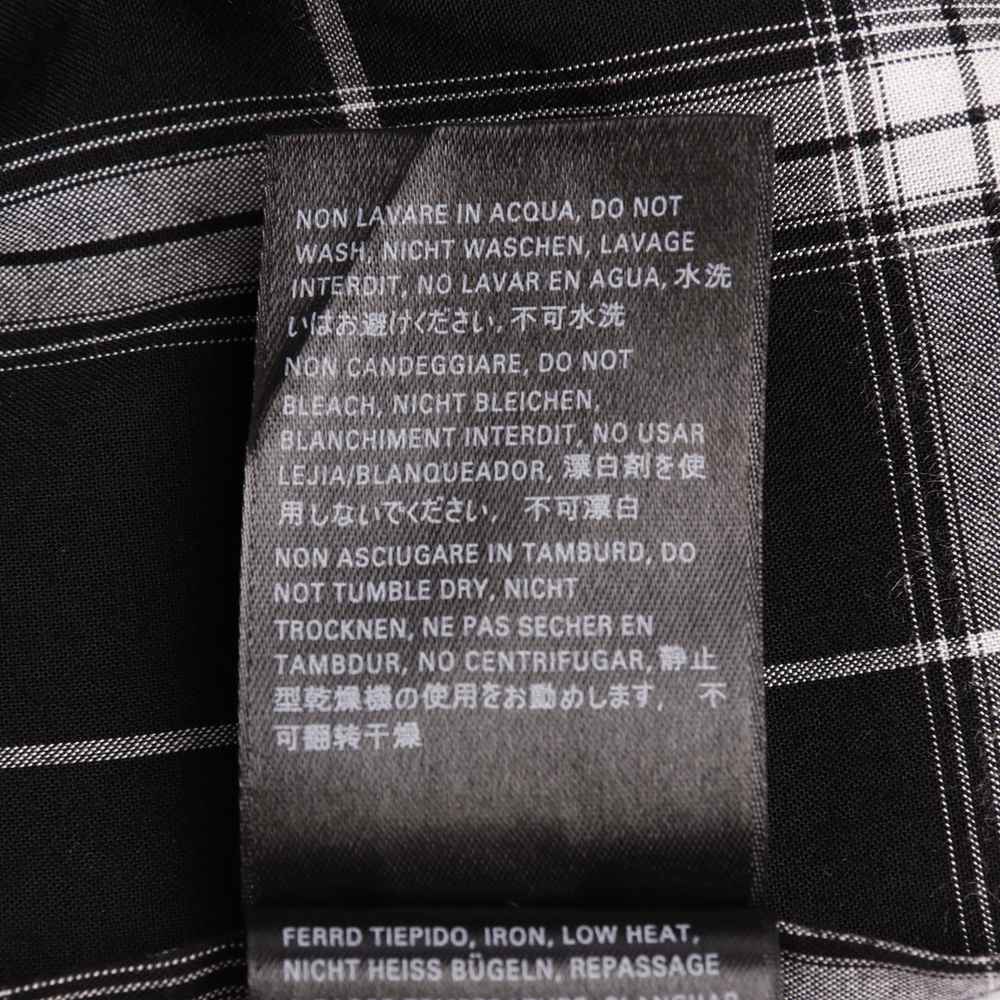 NON LAVARE IN ACQUA, DO NOT
WASH, NICHT WASCHEN, LAVAGE
INTERDIT, NO LAVAR EN AGUA, 水洗
いはお避けください, 不可水洗
NON CANDEGGIARE, DO NOT
BLEACH, NICHT BLEICHEN,
BLANCHIMENT INTERDIT, NO USAR
LEJIA/BLANQUEADOR, 漂白剤を使
用しないでください, 不可漂白
NON ASCIUGARE IN TAMBURD, DO
NOT TUMBLE DRY, NICHT
TROCKNEN, NE PAS SECHER EN
TAMBDUR, NO CENTRIFUGAR, 静止
型乾燥機の使用をお勧めします, 不
可翻转干燥
FERRD TIEPIDO, IRON, LOW HEAT,
NICHT HEISS BÜGELN, REPASSAGE